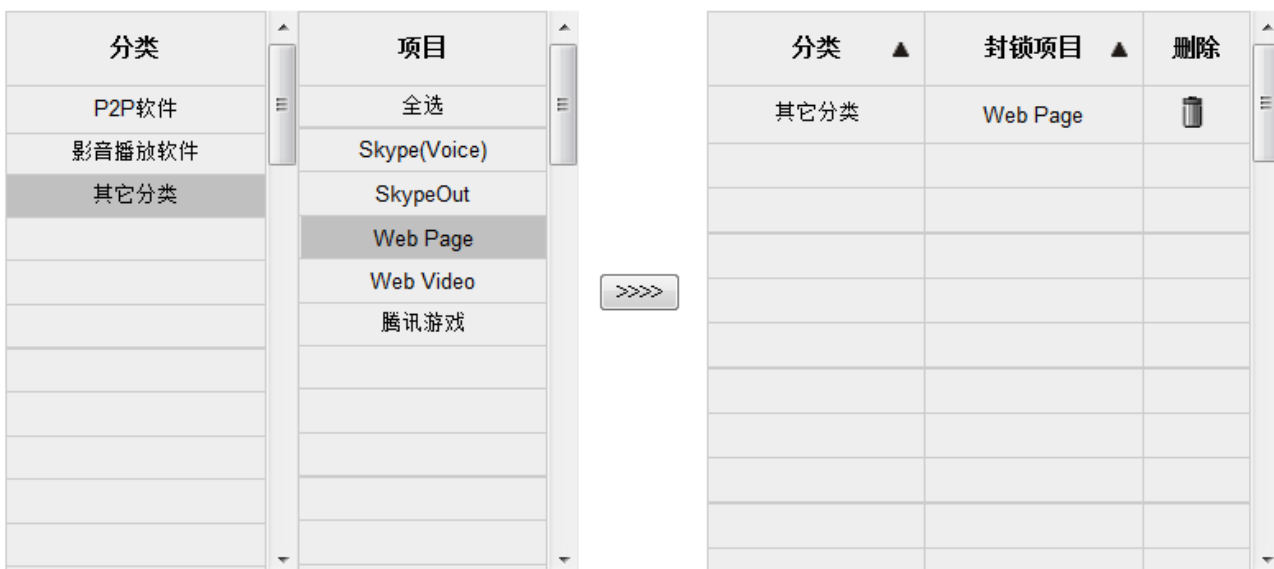 分类 项目 分类 ▲ 封锁项目 ▲ 删除
P2P软件 全选 其它分类 Web Page
影音播放软件 Skype(Voice)
其它分类 SkypeOut
Web Page
Web Video
>>>>
腾讯游戏